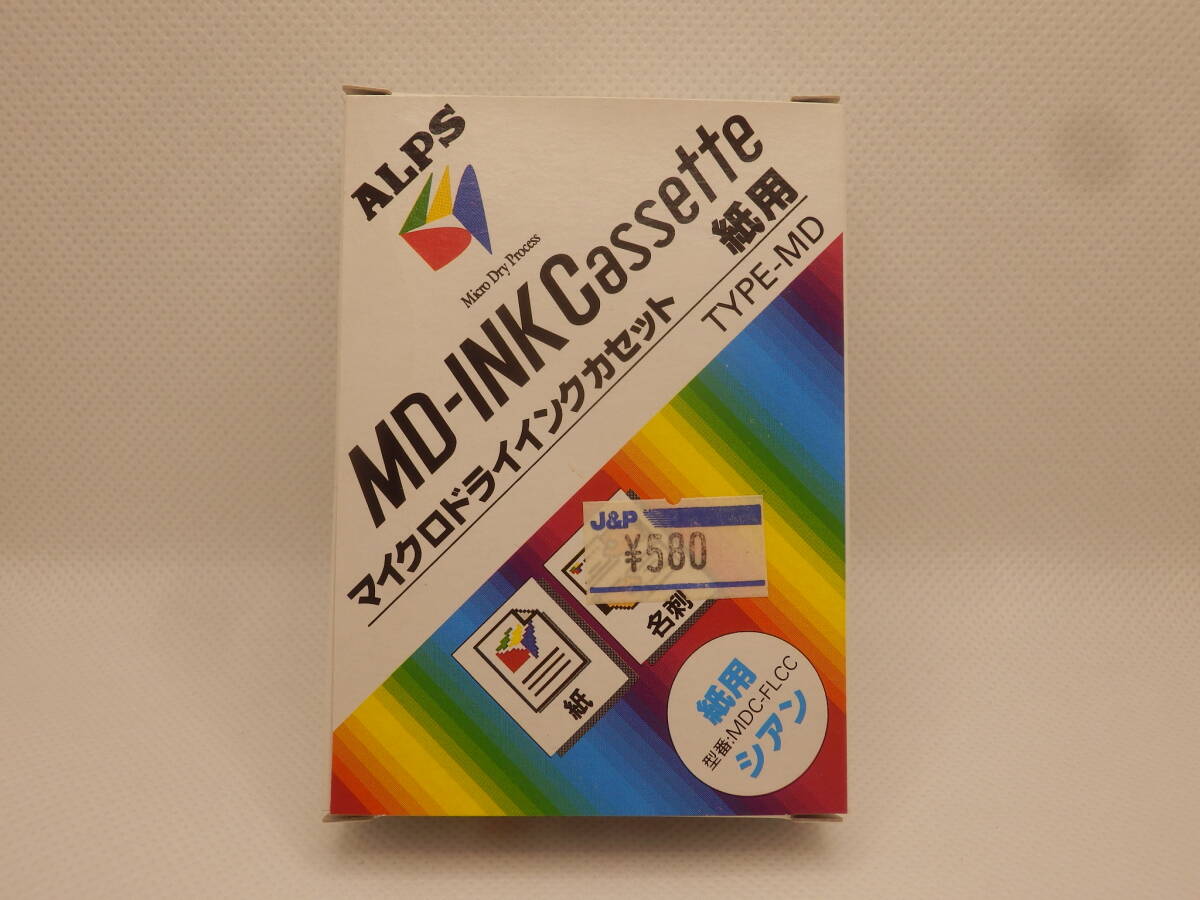 ALPS
Micro Dry Process
MD-INK Cassette
紙用
マイクロドライインクカセット
TYPE-MD
J&P
¥580
紙
名刺
紙用
型番:MDC-FLCC
シアン